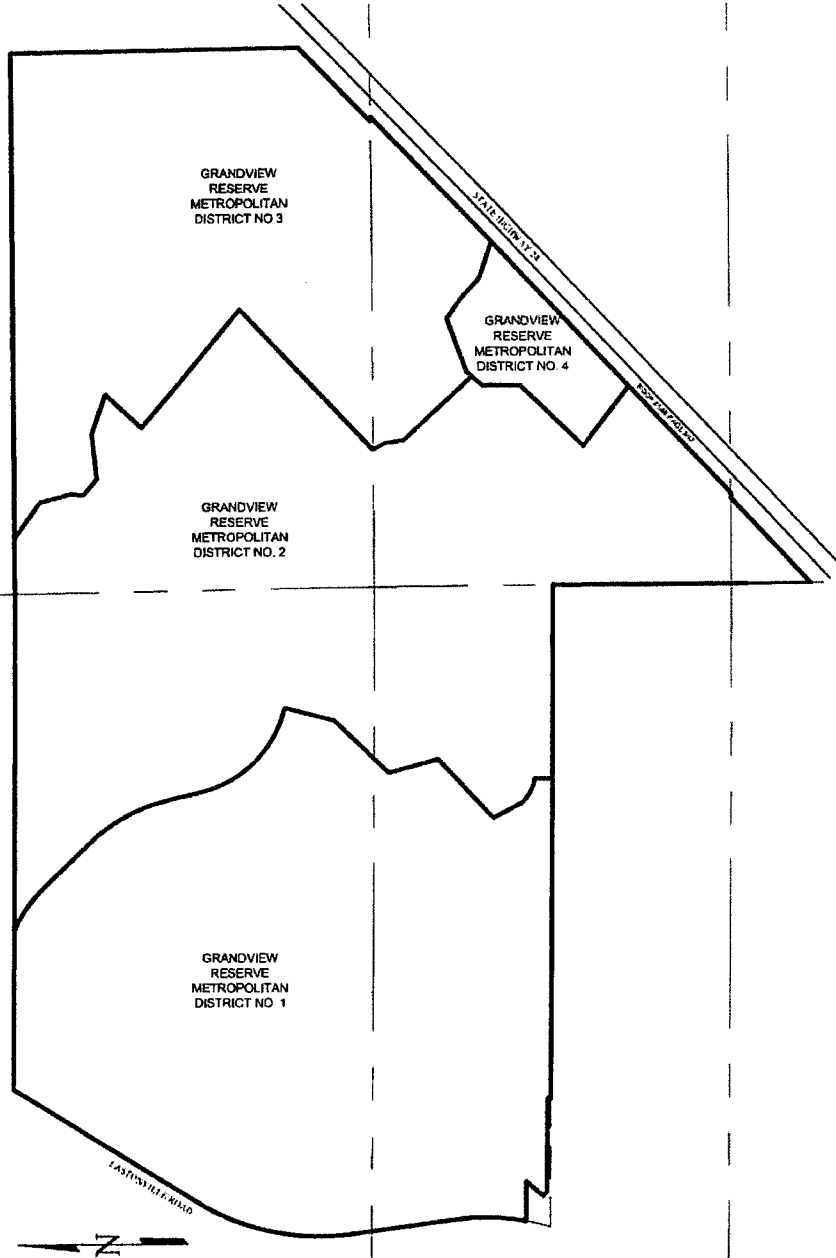 GRANDVIEW
RESERVE
METROPOLITAN
DISTRICT NO 3
STATE HIGHWAY 24
GRANDVIEW
RESERVE
METROPOLITAN
DISTRICT NO. 4
GRANDVIEW
RESERVE
METROPOLITAN
DISTRICT NO. 2
GRANDVIEW
RESERVE
METROPOLITAN
DISTRICT NO 1
EASTONVILLE ROAD
N